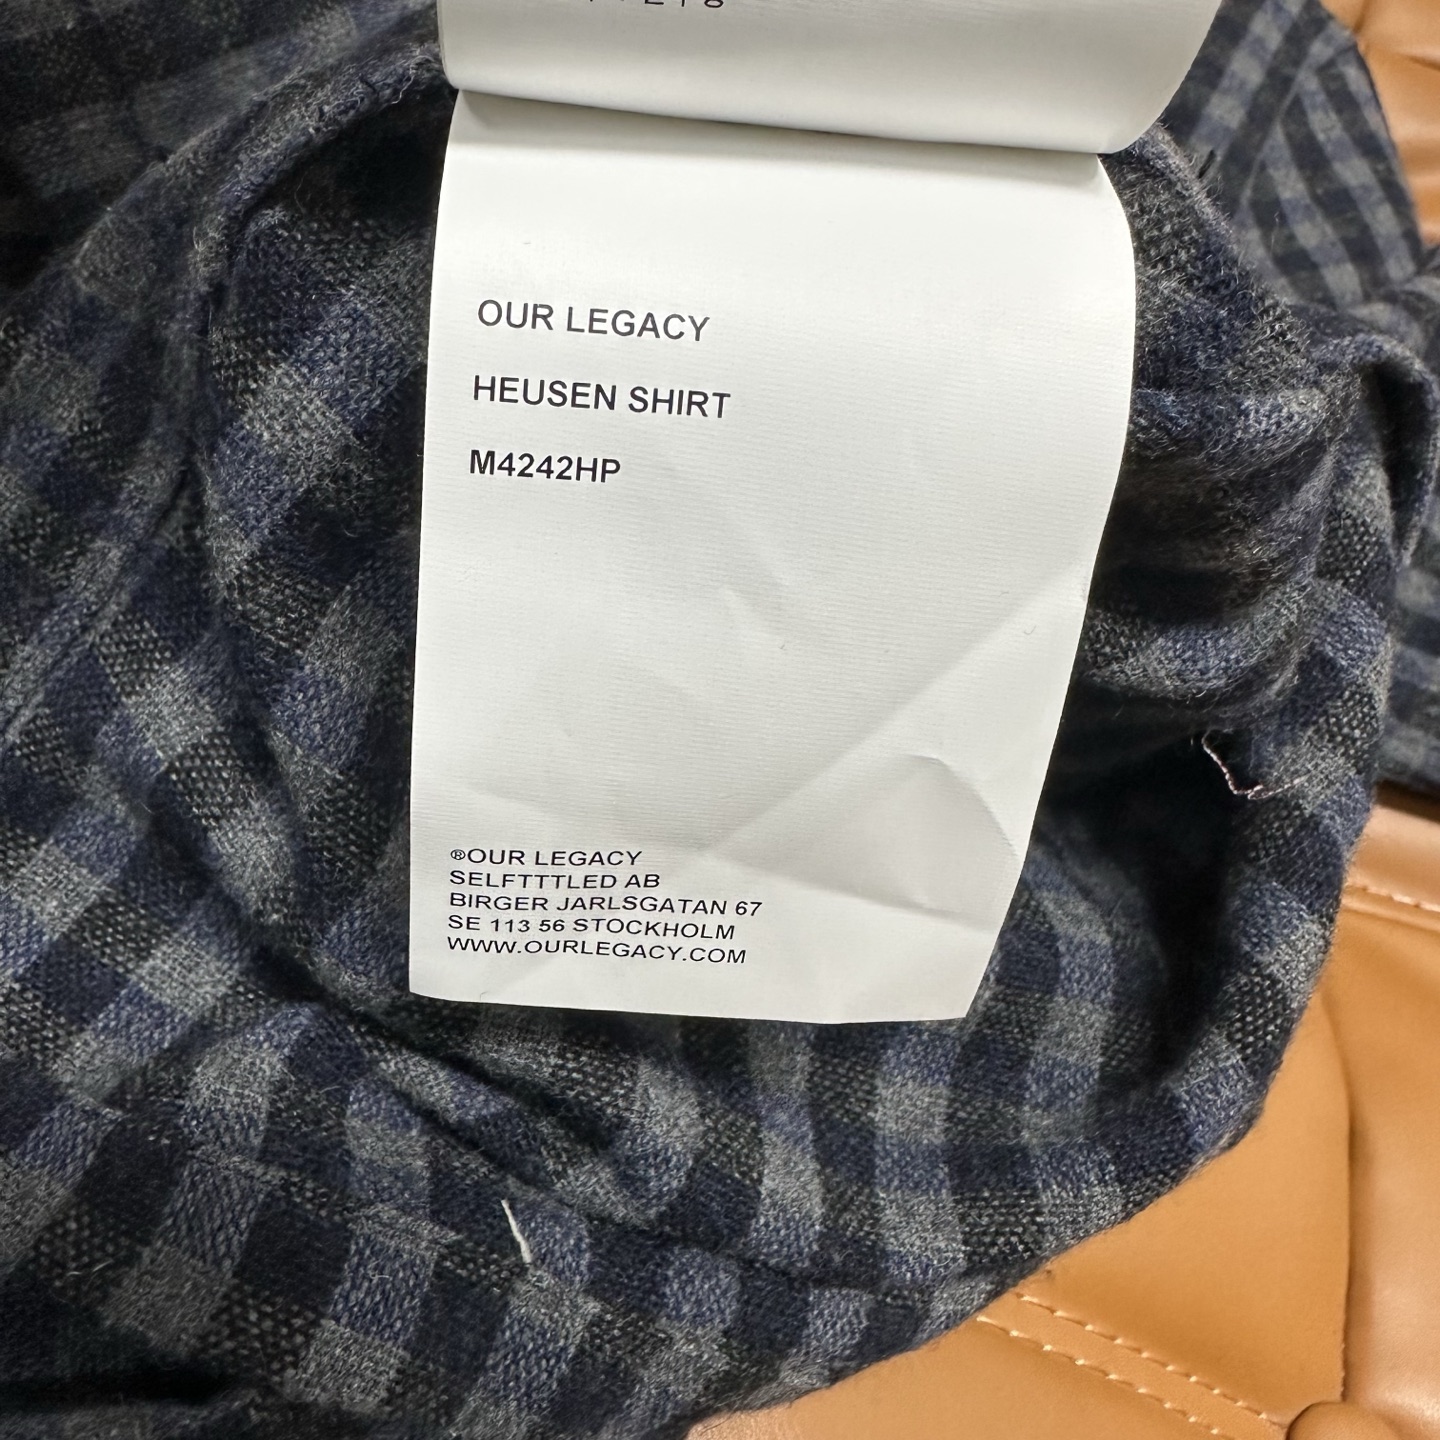 OUR LEGACY
HEUSEN SHIRT
M4242HP
®OUR LEGACY
SELFTTTLED AB
BIRGER JARLSGATAN 67
SE 113 56 STOCKHOLM
WWW.OURLEGACY.COM